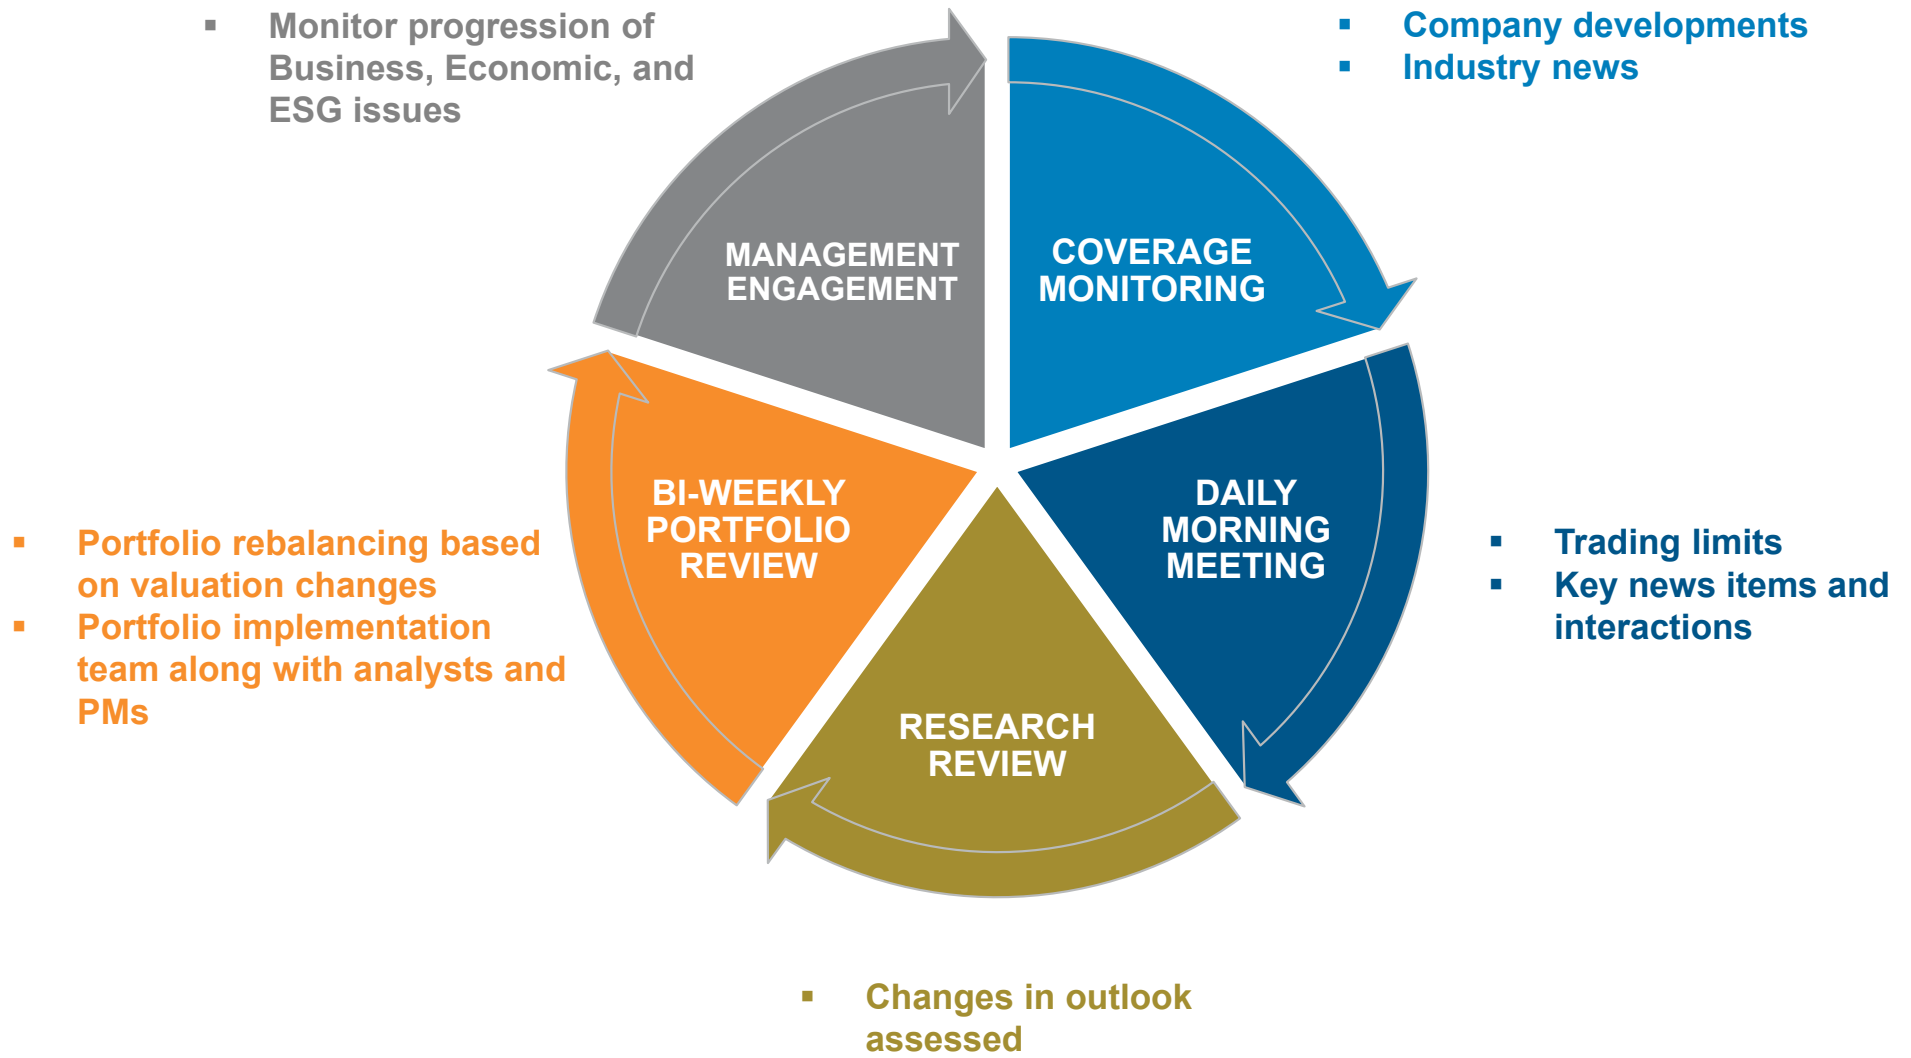 ▪ Monitor progression of
Business, Economic, and
ESG issues
▪ Company developments
▪ Industry news
MANAGEMENT
ENGAGEMENT
COVERAGE
MONITORING
BI-WEEKLY
PORTFOLIO
REVIEW
DAILY
MORNING
MEETING
▪ Portfolio rebalancing based
on valuation changes
▪ Portfolio implementation
team along with analysts and
PMs
▪ Trading limits
▪ Key news items and
interactions
RESEARCH
REVIEW
▪ Changes in outlook
assessed